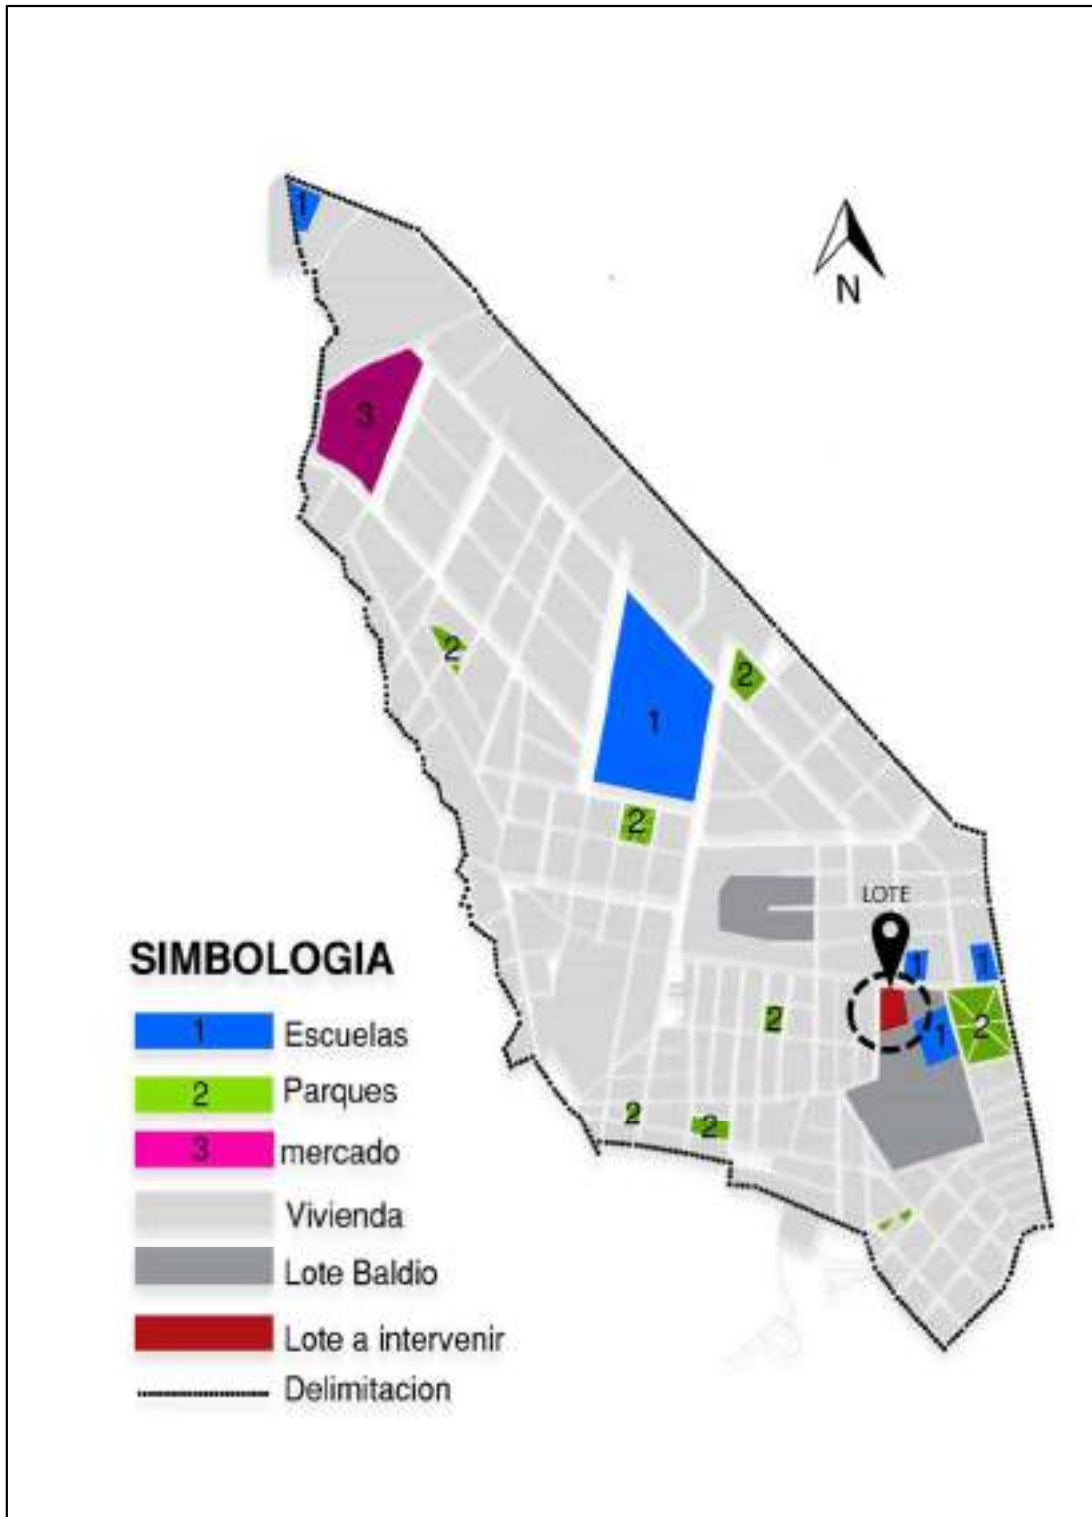 1
N
3
2
2
1
2
LOTE
SIMBOLOGIA
1
1
1 Escuelas
2
1
2
2 Parques
2
2
3 mercado
Vivienda
Lote Baldio
Lote a intervenir
Delimitacion